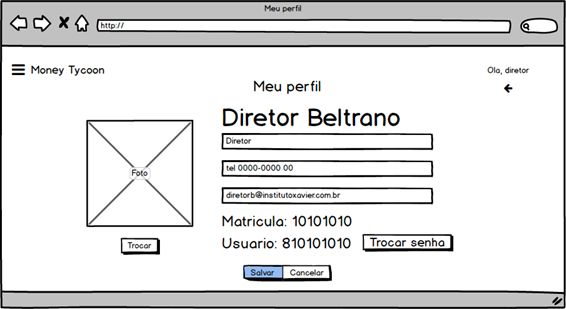 Meu perfil
http://
Money Tycoon
Ola, diretor
Meu perfil
Diretor Beltrano
Diretor
tel 0000-0000 00
diretorb@institutoxavier.com.br
Foto
Trocar
Matricula: 10101010
Usuario: 810101010
Trocar senha
Salvar
Cancelar